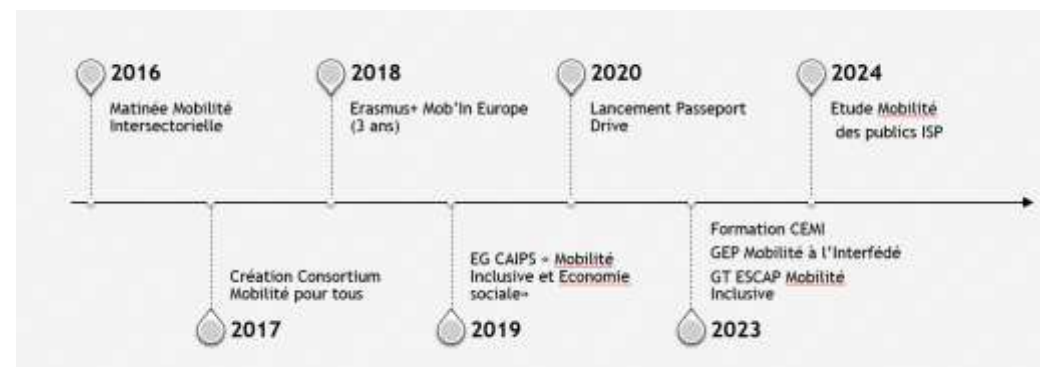 2016
Matinée Mobilité
Intersectorielle
2018
Erasmus+ Mob'In Europe
(3 ans)
2020
Lancement Passeport
Drive
2024
Etude Mobilité
des publics ISP
Création Consortium
Mobilité pour tous
2017
EG CAIPS « Mobilité
Inclusive et Economie
sociale»
2019
Formation CEMI
GEP Mobilité à l'Interfédé
GT ESCAP Mobilité
Inclusive
2023